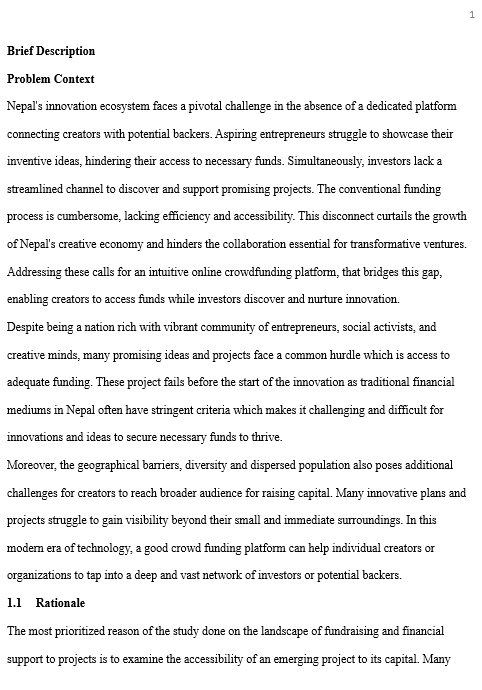 1
Brief Description
Problem Context
Nepal's innovation ecosystem faces a pivotal challenge in the absence of a dedicated platform
connecting creators with potential backers. Aspiring entrepreneurs struggle to showcase their
inventive ideas, hindering their access to necessary funds. Simultaneously, investors lack a
streamlined channel to discover and support promising projects. The conventional funding
process is cumbersome, lacking efficiency and accessibility. This disconnect curtails the growth
of Nepal's creative economy and hinders the collaboration essential for transformative ventures.
Addressing these calls for an intuitive online crowdfunding platform, that bridges this gap,
enabling creators to access funds while investors discover and nurture innovation.
Despite being a nation rich with vibrant community of entrepreneurs, social activists, and
creative minds, many promising ideas and projects face a common hurdle which is access to
adequate funding. These project fails before the start of the innovation as traditional financial
mediums in Nepal often have stringent criteria which makes it challenging and difficult for
innovations and ideas to secure necessary funds to thrive.
Moreover, the geographical barriers, diversity and dispersed population also poses additional
challenges for creators to reach broader audience for raising capital. Many innovative plans and
projects struggle to gain visibility beyond their small and immediate surroundings. In this
modern era of technology, a good crowd funding platform can help individual creators or
organizations to tap into a deep and vast network of investors or potential backers.
1.1 Rationale
The most prioritized reason of the study done on the landscape of fundraising and financial
support to projects is to examine the accessibility of an emerging project to its capital. Many